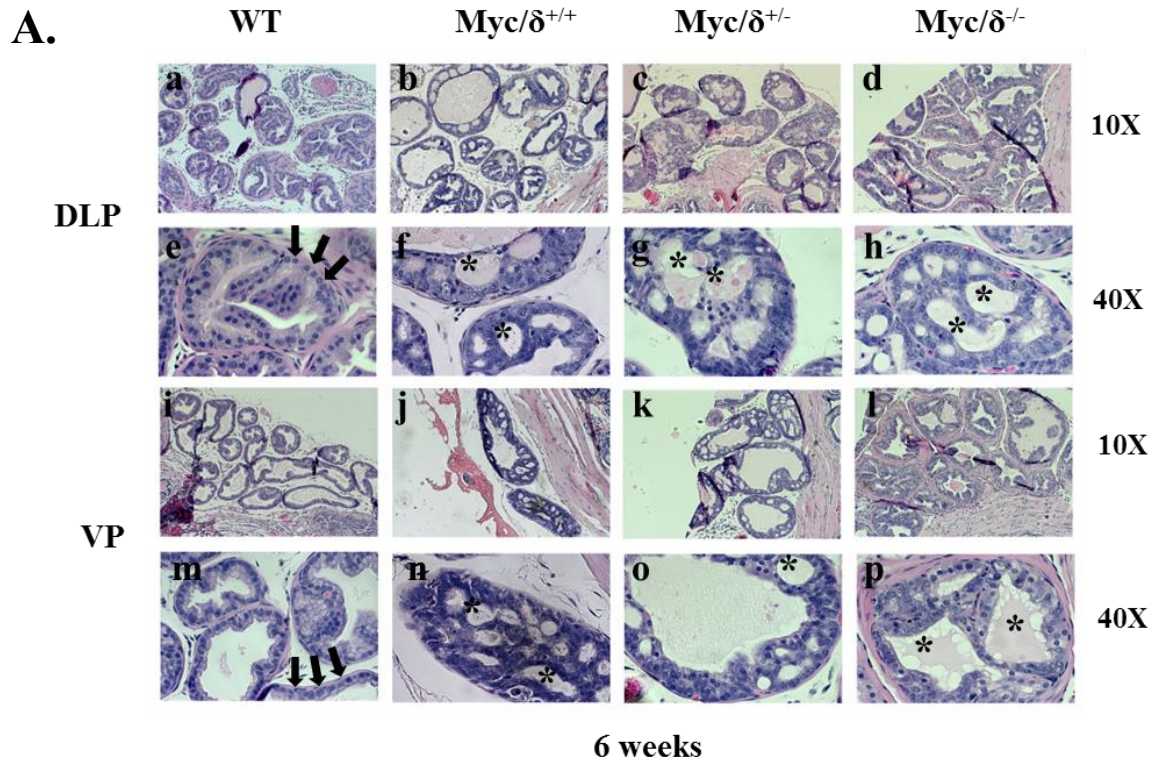 A.
WT Myc/δ+/+ Myc/δ+/- Myc/δ-/-
a b c d 10X
DLP
e f g h 40X
* * * * * *
i j k l 10X
VP
m n o p 40X
* * * * *
6 weeks